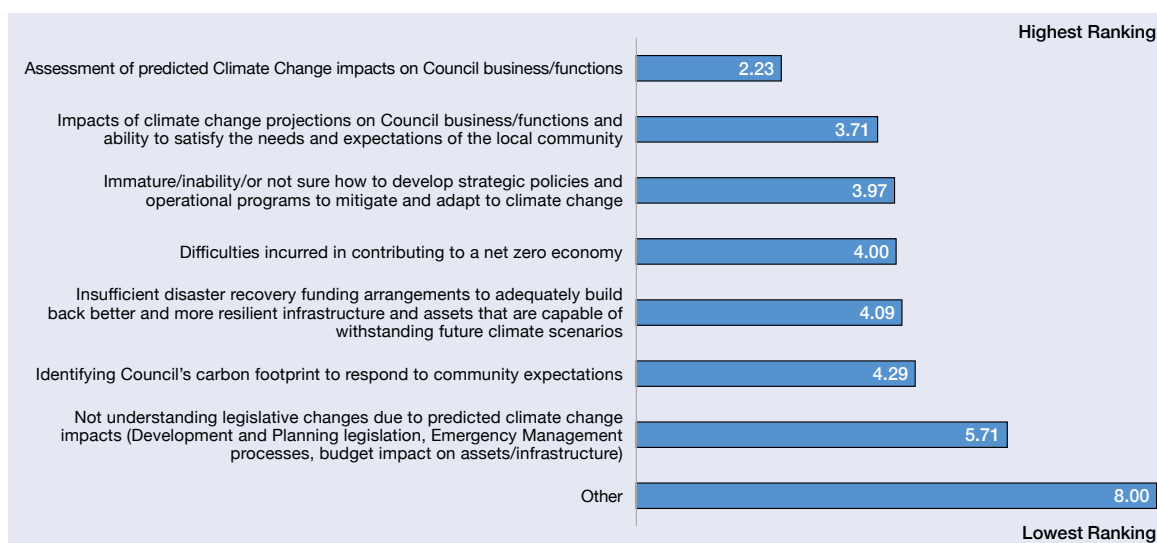 Highest Ranking
Assessment of predicted Climate Change impacts on Council business/functions
2.23
Impacts of climate change projections on Council business/functions and
ability to satisfy the needs and expectations of the local community
3.71
Immature/inability/or not sure how to develop strategic policies and
operational programs to mitigate and adapt to climate change
3.97
Difficulties incurred in contributing to a net zero economy
4.00
Insufficient disaster recovery funding arrangements to adequately build
back better and more resilient infrastructure and assets that are capable of
withstanding future climate scenarios
4.09
Identifying Council’s carbon footprint to respond to community expectations
4.29
Not understanding legislative changes due to predicted climate change
impacts (Development and Planning legislation, Emergency Management
processes, budget impact on assets/infrastructure)
5.71
Other
8.00
Lowest Ranking